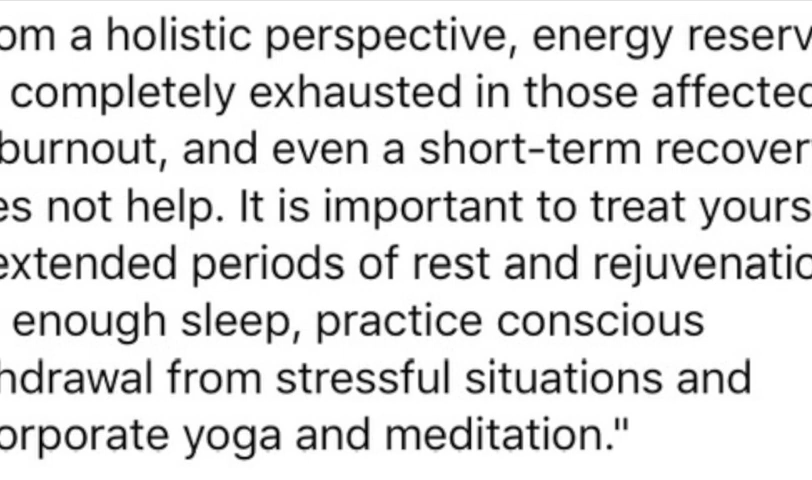 om a holistic perspective, energy reserv
completely exhausted in those affected
burnout, and even a short-term recover
es not help. It is important to treat yours
extended periods of rest and rejuvenatio
enough sleep, practice conscious
hdrawal from stressful situations and
orporate yoga and meditation."